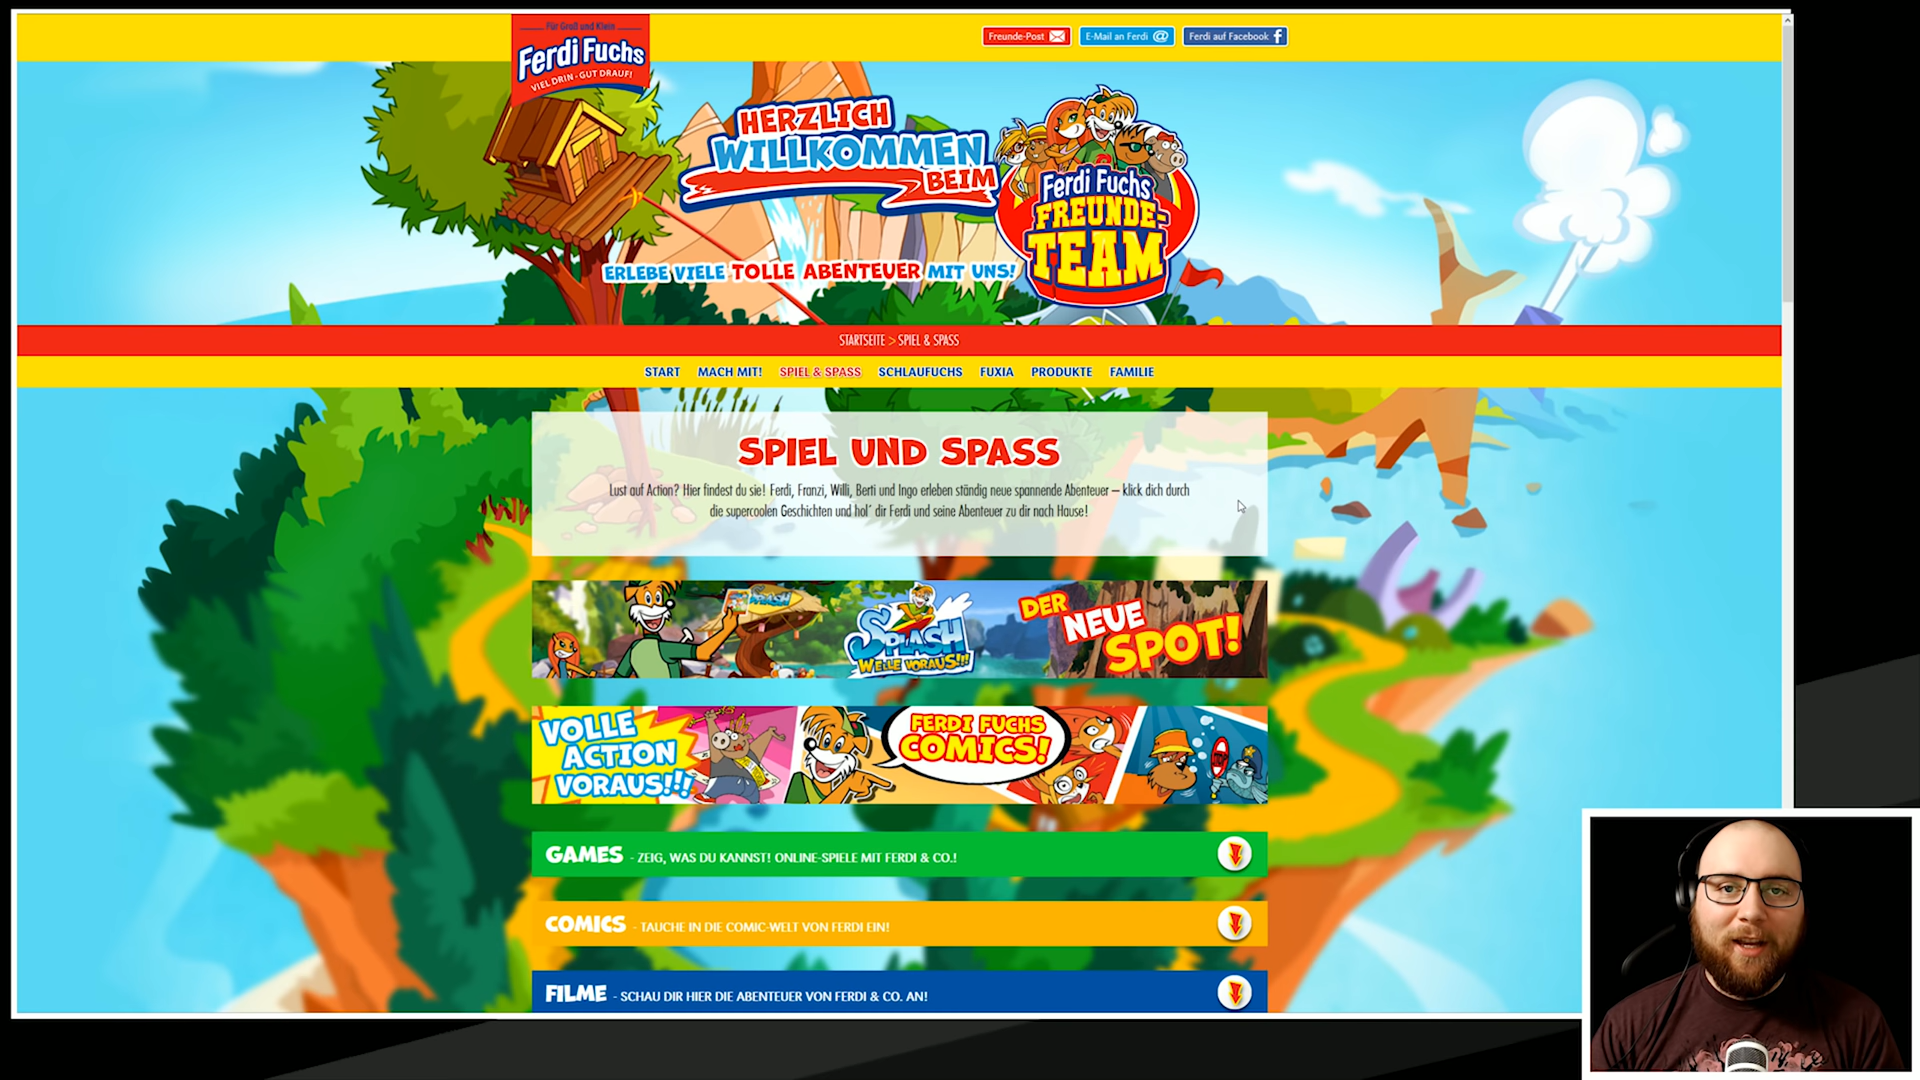 Für Groß und Klein
Ferdi Fuchs
VIEL DRIN - GUT DRAUF!
Freunde-Post
E-Mail an Ferdi @
Ferdi auf Facebook f
HERZLICH
WILLKOMMEN
BEIM
Ferdi Fuchs
FREUNDE-
TEAM
ERLEBE VIELE TOLLE ABENTEUER MIT UNS!
STARTSEITE > SPIEL & SPASS
START MACH MIT! SPIEL & SPASS SCHLAUFUCHS FUXIA PRODUKTE FAMILIE
SPIEL UND SPASS
Lust auf Action? Hier findest du sie! Ferdi, Franzi, Willi, Berti und Ingo erleben ständig neue spannende Abenteuer – klick dich durch
die supercoolen Geschichten und hol´ dir Ferdi und seine Abenteuer zu dir nach Hause!
SPLASH
WELLE VORAUS!!!
DER
NEUE
SPOT!
VOLLE
ACTION
VORAUS!!!
FERDI FUCHS
COMICS!
GAMES - ZEIG, WAS DU KANNST! ONLINE-SPIELE MIT FERDI & CO.!
COMICS - TAUCHE IN DIE COMIC-WELT VON FERDI EIN!
FILME - SCHAU DIR HIER DIE ABENTEUER VON FERDI & CO. AN!